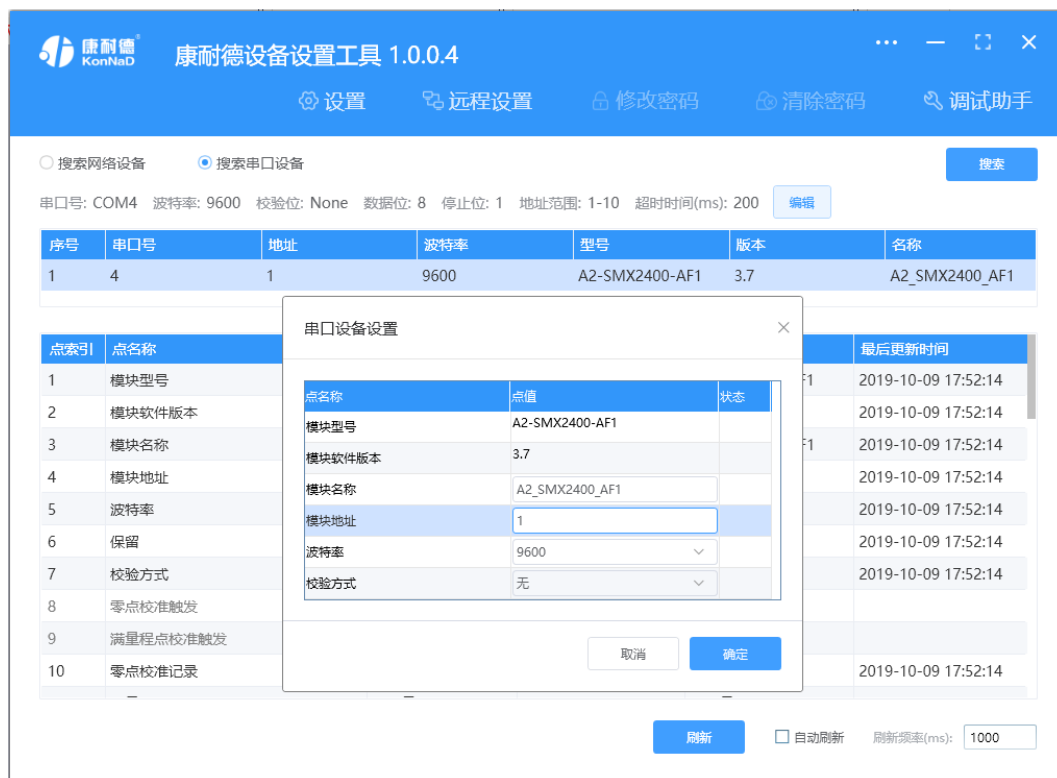 康耐德®
KonNaD
康耐德设备设置工具 1.0.0.4
设置 远程设置 修改密码 清除密码 调试助手
搜索网络设备 搜索串口设备 搜索
串口号: COM4 波特率: 9600 校验位: None 数据位: 8 停止位: 1 地址范围: 1-10 超时时间(ms): 200 编辑
序号 串口号 地址 波特率 型号 版本 名称
1 4 1 9600 A2-SMX2400-AF1 3.7 A2_SMX2400_AF1
串口设备设置
点名称 点值 状态
模块型号 A2-SMX2400-AF1
模块软件版本 3.7
模块名称 A2_SMX2400_AF1
模块地址 1
波特率 9600
校验方式 无
取消 确定
点索引 点名称 最后更新时间
1 模块型号 F1 2019-10-09 17:52:14
2 模块软件版本 2019-10-09 17:52:14
3 模块名称 F1 2019-10-09 17:52:14
4 模块地址 2019-10-09 17:52:14
5 波特率 2019-10-09 17:52:14
6 保留 2019-10-09 17:52:14
7 校验方式 2019-10-09 17:52:14
8 零点校准触发
9 满量程点校准触发
10 零点校准记录 2019-10-09 17:52:14
刷新 自动刷新 刷新频率(ms): 1000